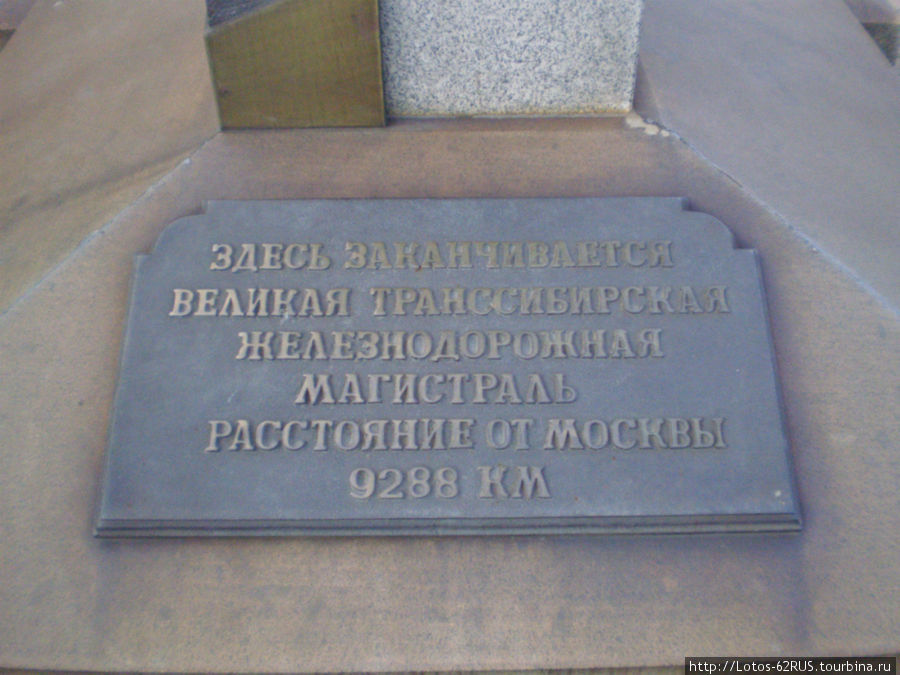 ЗДЕСЬ ЗАКАНЧИВАЕТСЯ
ВЕЛИКАЯ ТРАНССИБИРСКАЯ
ЖЕЛЕЗНОДОРОЖНАЯ
МАГИСТРАЛЬ
РАССТОЯНИЕ ОТ МОСКВЫ
9288 КМ
http://Lotos-62RUS.tourbina.ru